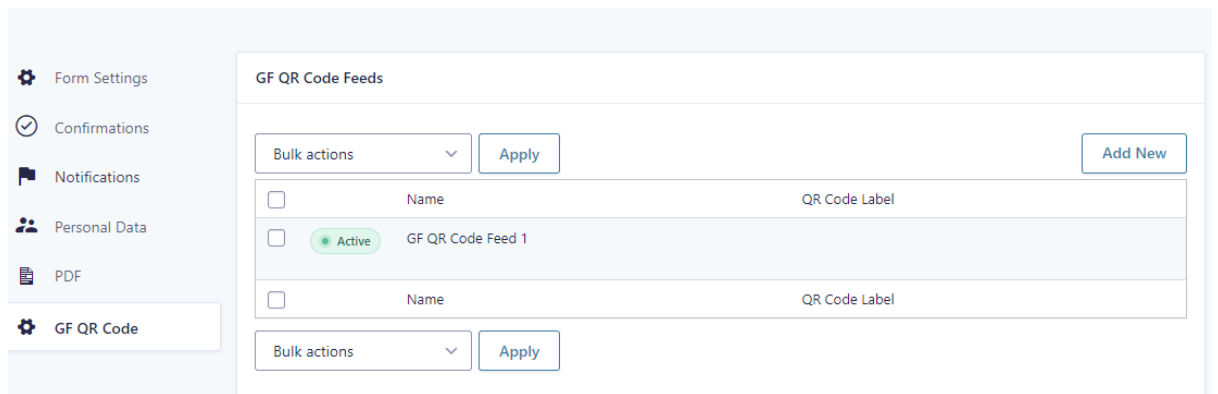 Form Settings
Confirmations
Notifications
Personal Data
PDF
GF QR Code
GF QR Code Feeds
Bulk actions Apply Add New
Name QR Code Label
Active GF QR Code Feed 1
Name QR Code Label
Bulk actions Apply